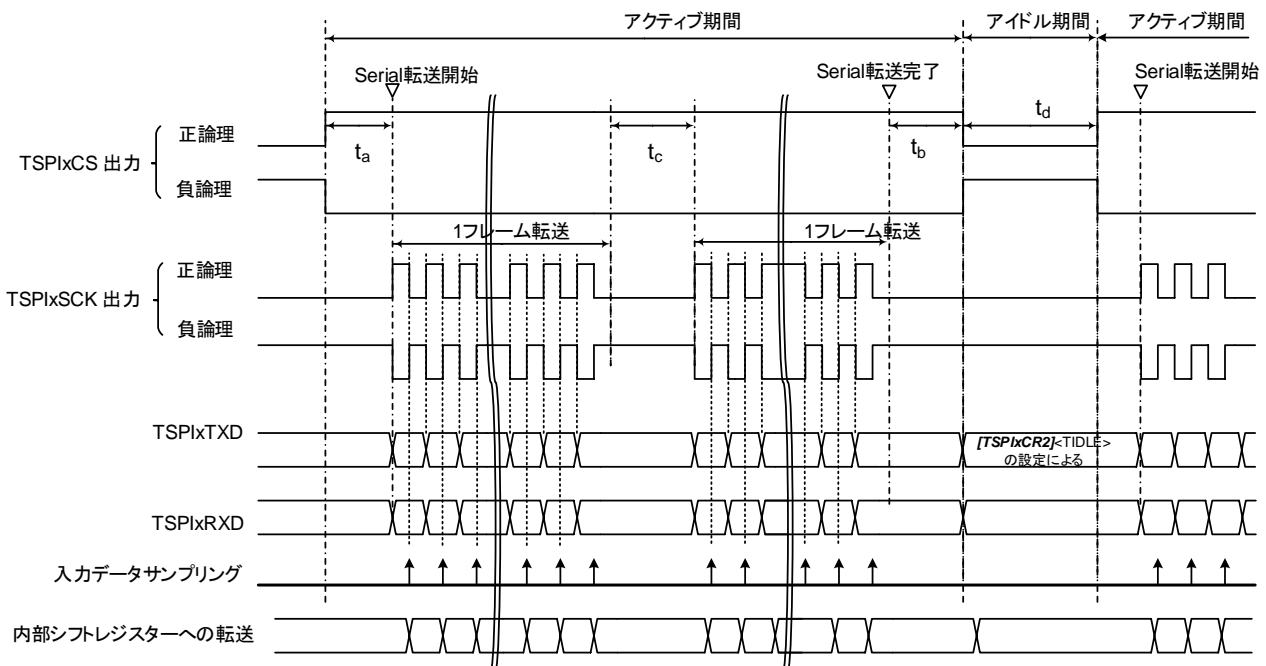 アクティブ期間
アイドル期間
アクティブ期間
Serial転送開始
Serial転送完了
Serial転送開始
ta
tc
tb
td
TSPIxCS 出力
正論理
負論理
1フレーム転送
1フレーム転送
TSPIxSCK 出力
正論理
負論理
TSPIxTXD
[TSPIxCR2]<TIDLE>
の設定による
TSPIxRXD
入力データサンプリング
内部シフトレジスターへの転送